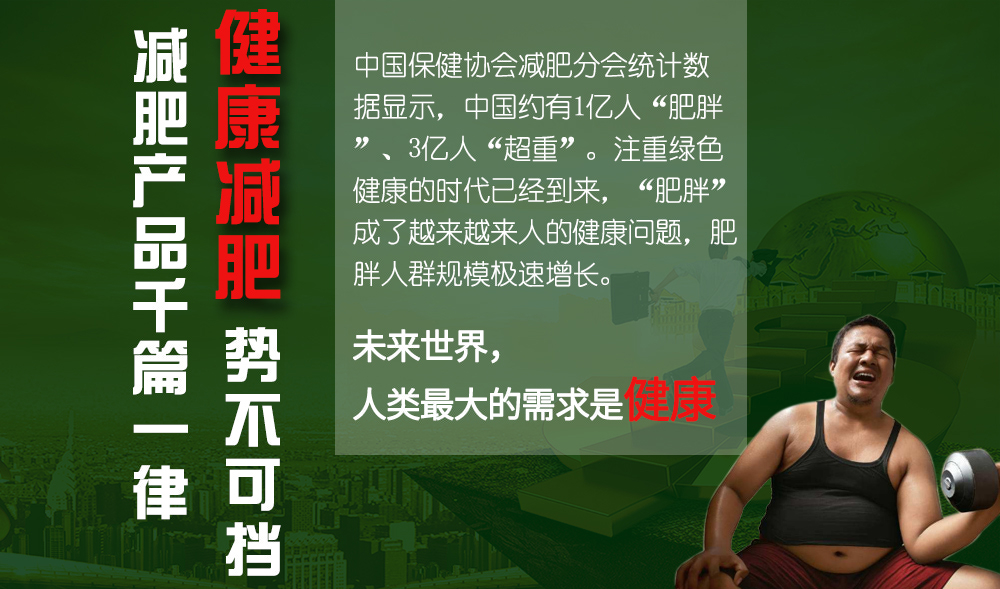 减肥产品千篇一律
健康减肥势不可挡
中国保健协会减肥分会统计数
据显示，中国约有1亿人“肥胖
”、3亿人“超重”。注重绿色
健康的时代已经到来，“肥胖”
成了越来越来人的健康问题，肥
胖人群规模极速增长。
未来世界，
人类最大的需求是健康